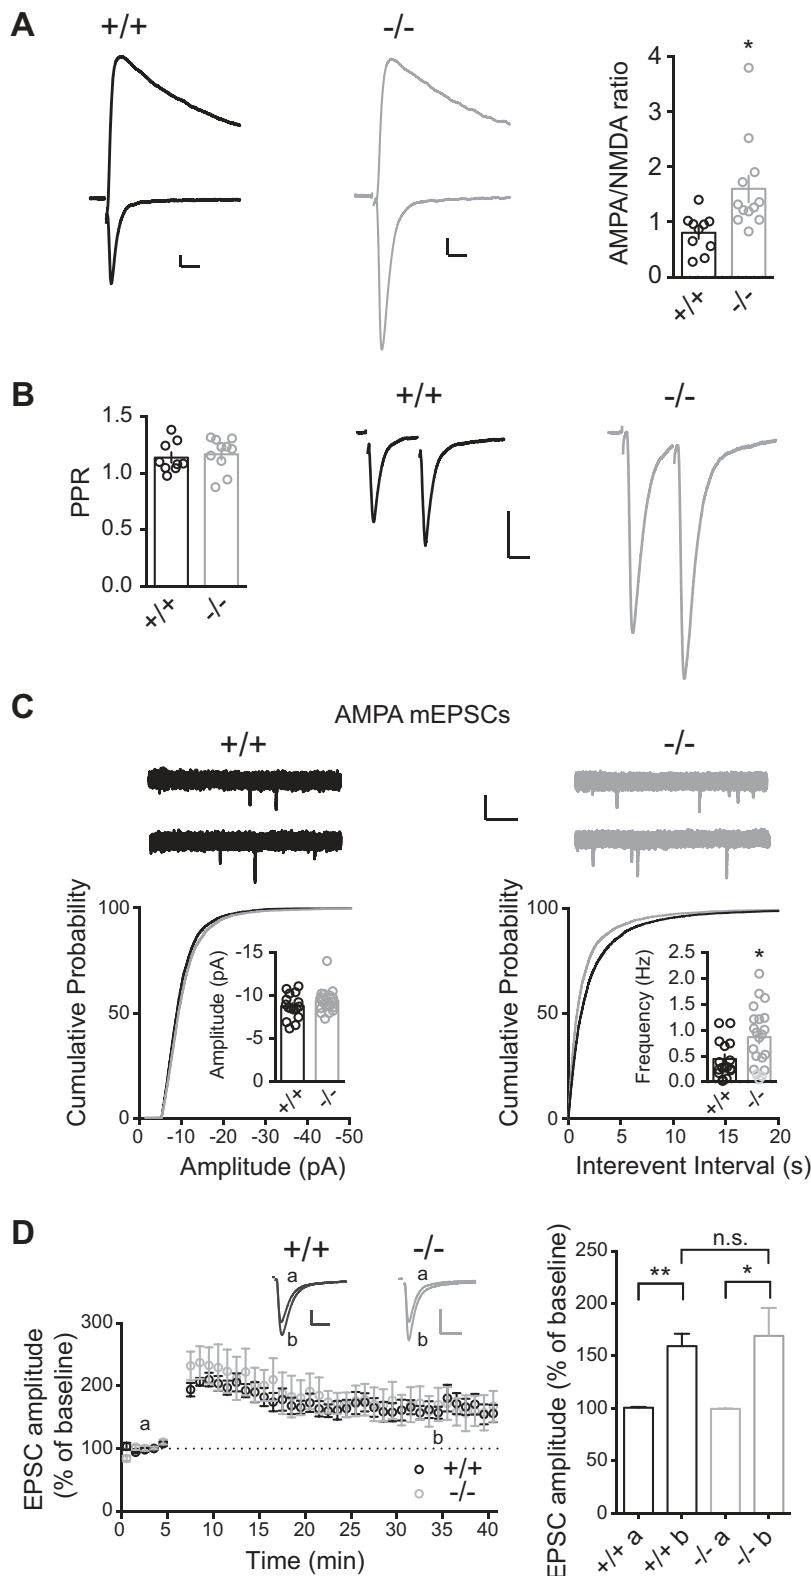 A
+/+
-/-
AMPA/NMDA ratio
4
3
2
1
0
*
+/+
-/-
B
PPR
1.5
1.0
0.5
0.0
+/+
-/-
+/+
-/-
C
AMPA mEPSCs
+/+
-/-
Cumulative Probability
100
50
0
0 -10 -20 -30 -40 -50
Amplitude (pA)
Amplitude (pA)
-15
-10
-5
0
+/+
-/-
Cumulative Probability
100
50
0
0 5 10 15 20
Interevent Interval (s)
Frequency (Hz)
2.5
2.0
1.5
1.0
0.5
0.0
*
+/+
-/-
D
+/+
-/-
a
b
a
b
EPSC amplitude
(% of baseline)
300
200
100
0
a
b
+/+
-/-
0 5 10 15 20 25 30 35 40
Time (min)
EPSC amplitude (% of baseline)
250
200
150
100
50
0
n.s.
**
*
+/+ a
+/+ b
-/- a
-/- b